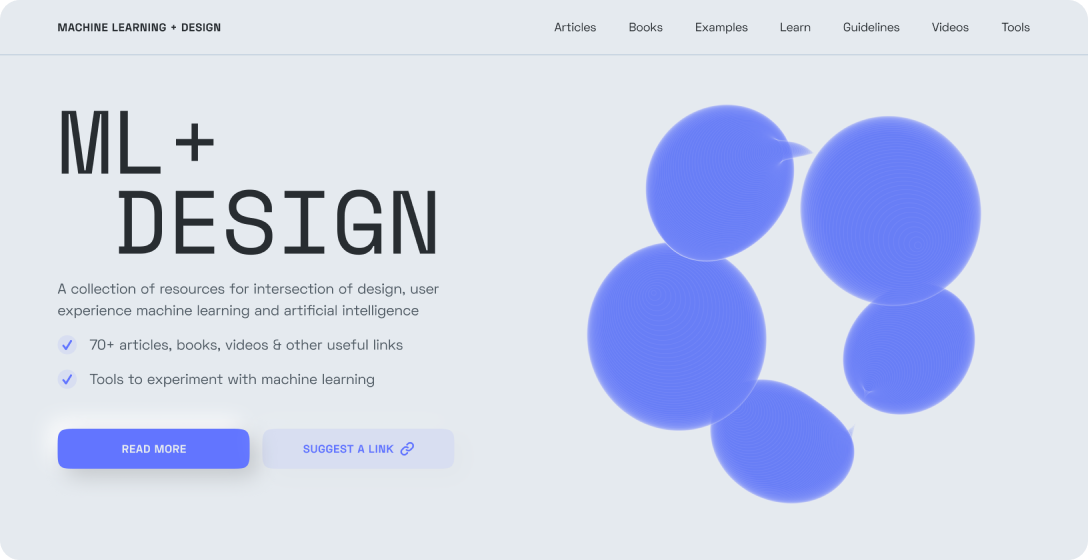 MACHINE LEARNING + DESIGN
Articles Books Examples Learn Guidelines Videos Tools
ML+
DESIGN
A collection of resources for intersection of design, user
experience machine learning and artificial intelligence
70+ articles, books, videos & other useful links
Tools to experiment with machine learning
READ MORE
SUGGEST A LINK